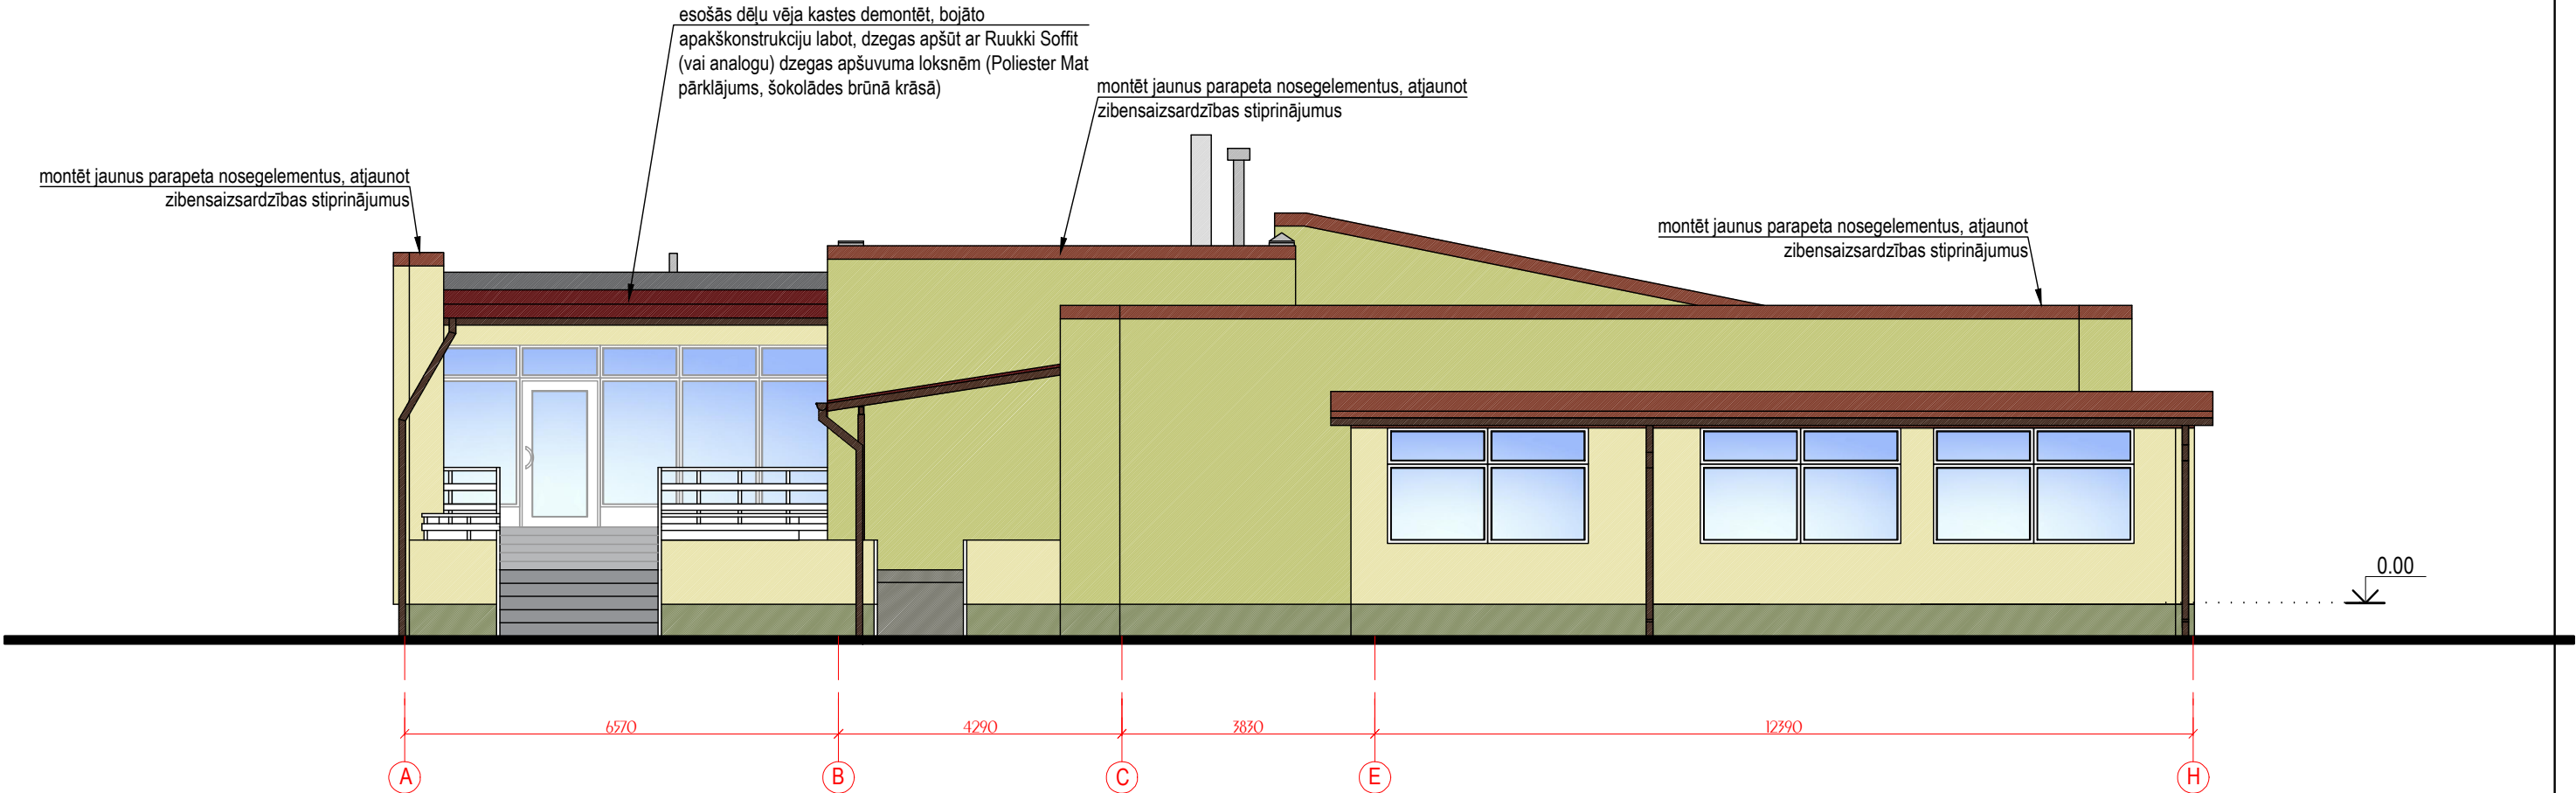 esošās dēļu vēja kastes demontēt, bojāto
apakškonstrukciju labot, dzegas apšūt ar Ruukki Soffit
(vai analogu) dzegas apšuvuma loksnēm (Poliester Mat
pārklājums, šokolādes brūnā krāsā)
montēt jaunus parapeta nosegelementus, atjaunot
zibensaizsardzības stiprinājumus
montēt jaunus parapeta nosegelementus, atjaunot
zibensaizsardzības stiprinājumus
montēt jaunus parapeta nosegelementus, atjaunot
zibensaizsardzības stiprinājumus
0.00
6570 4290 3830 12390
A B C E H